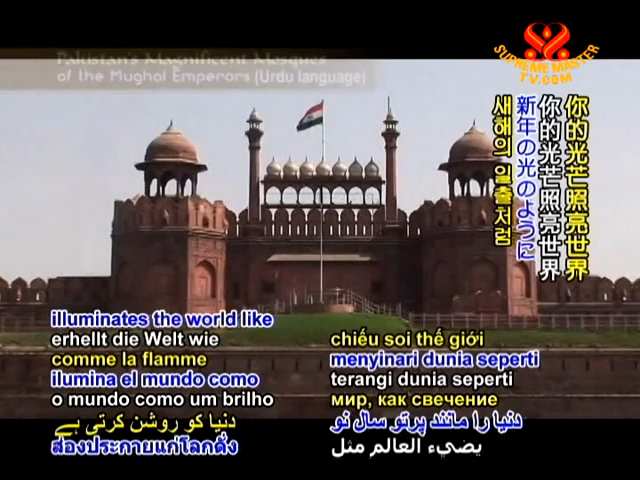 Pakistan's Magnificent Mosques
of the Mughal Emperors (Urdu language)
SUPREME MASTER
TV.COM
你的光芒照亮世界
你的光芒照亮世界
新年の光のように
새해의 일출처럼
illuminates the world like
erhellt die Welt wie
comme la flamme
ilumina el mundo como
o mundo como um brilho
دنیا کو روشن کرتی ہے
ส่องประกายแก่โลกดั่ง
chiếu soi thế giới
menyinari dunia seperti
terangi dunia seperti
мир, как свечение
دنیا را مانند پرتو سال نو
يضيء العالم مثل